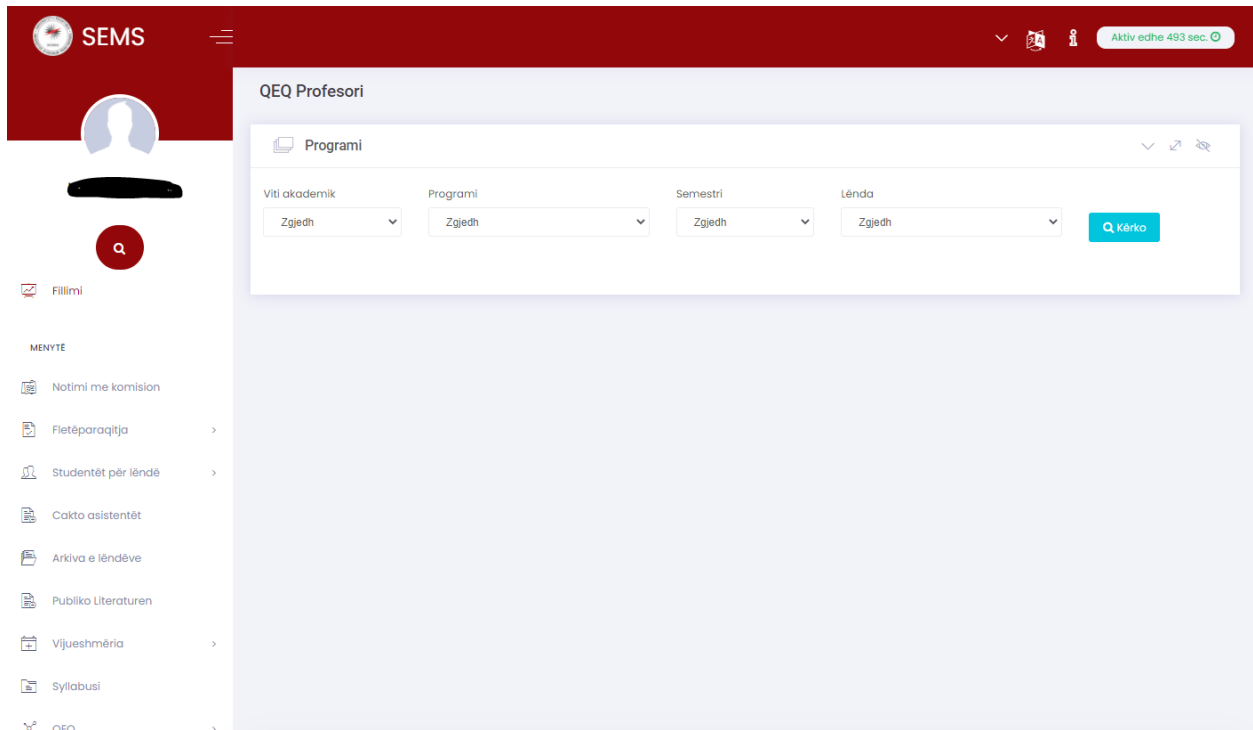 SEMS
Aktiv edhe 493 sec.
QEQ Profesori
Programi
Viti akademik Programi Semestri Lënda
Zgjedh Zgjedh Zgjedh Zgjedh Kërko
Fillimi
MENYTË
Notimi me komision
Fletëparaqitja
Studentët për lëndë
Cakto asistentët
Arkiva e lëndëve
Publiko Literaturen
Vijueshmëria
Syllabusi
QEQ